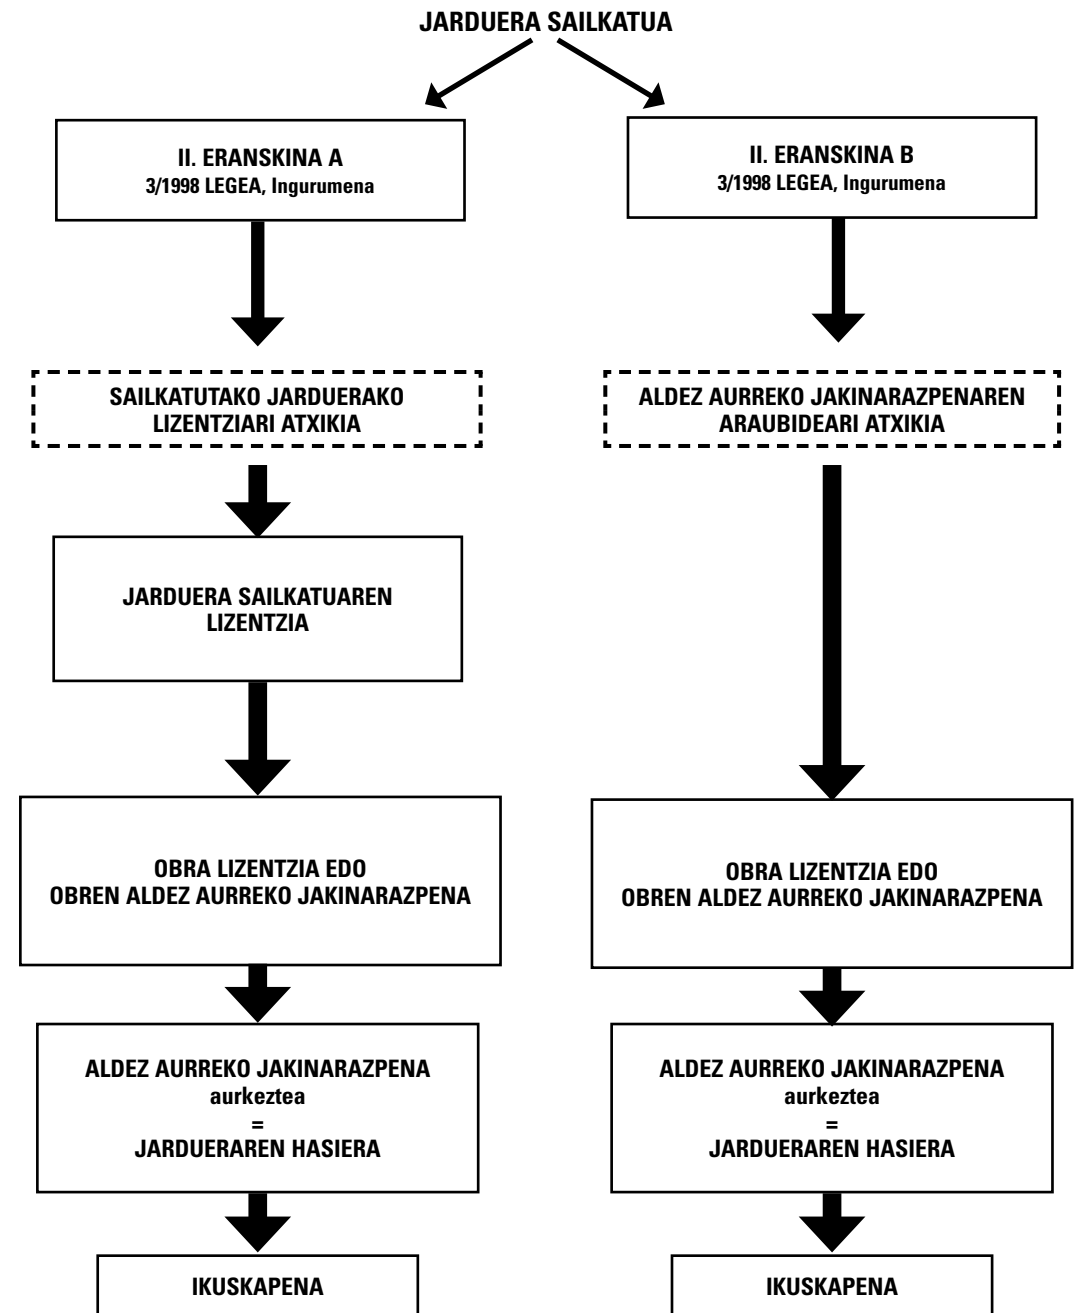 JARDUERA SAILKATUA
II. ERANSKINA A
3/1998 LEGEA, Ingurumena
SAILKATUTAKO JARDUERAKO
LIZENTZIARI ATXIKIA
JARDUERA SAILKATUAREN
LIZENTZIA
OBRA LIZENTZIA EDO
OBREN ALDEZ AURREKO JAKINARAZPENA
ALDEZ AURREKO JAKINARAZPENA
aurkeztea
=
JARDUERAREN HASIERA
IKUSKAPENA
II. ERANSKINA B
3/1998 LEGEA, Ingurumena
ALDEZ AURREKO JAKINARAZPENAREN
ARAUBIDEARI ATXIKIA
OBRA LIZENTZIA EDO
OBREN ALDEZ AURREKO JAKINARAZPENA
ALDEZ AURREKO JAKINARAZPENA
aurkeztea
=
JARDUERAREN HASIERA
IKUSKAPENA